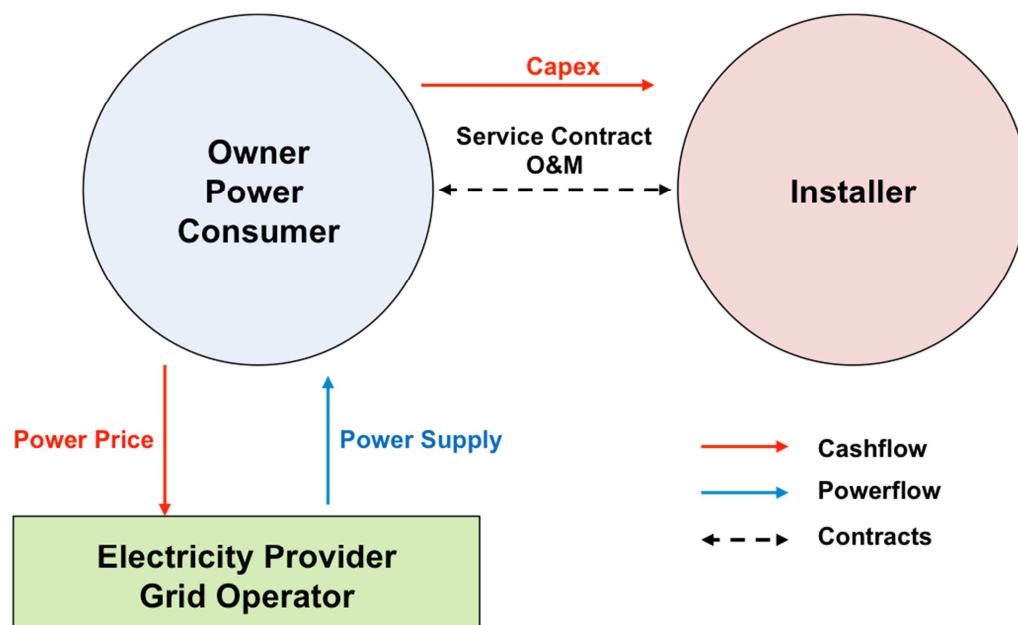 Capex
Owner
Power
Consumer
Service Contract
O&M
Installer
Power Price
Power Supply
Cashflow
Powerflow
Contracts
Electricity Provider
Grid Operator